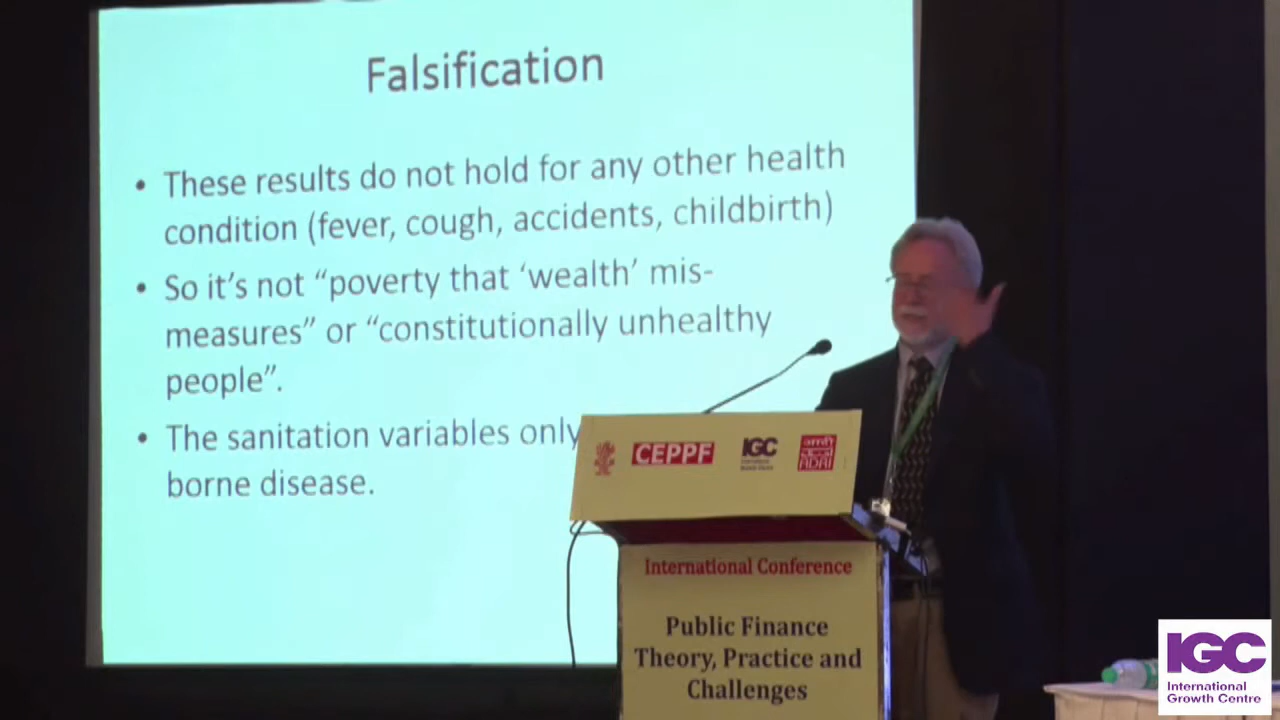 Falsification
• These results do not hold for any other health
condition (fever, cough, accidents, childbirth)
• So it's not “poverty that ‘wealth’ mis-
measures” or “constitutionally unhealthy
people”.
• The sanitation variables only
borne disease.
CEPPF
IGC
ADRI
International Conference
Public Finance
Theory, Practice and
Challenges
IGC
International
Growth Centre